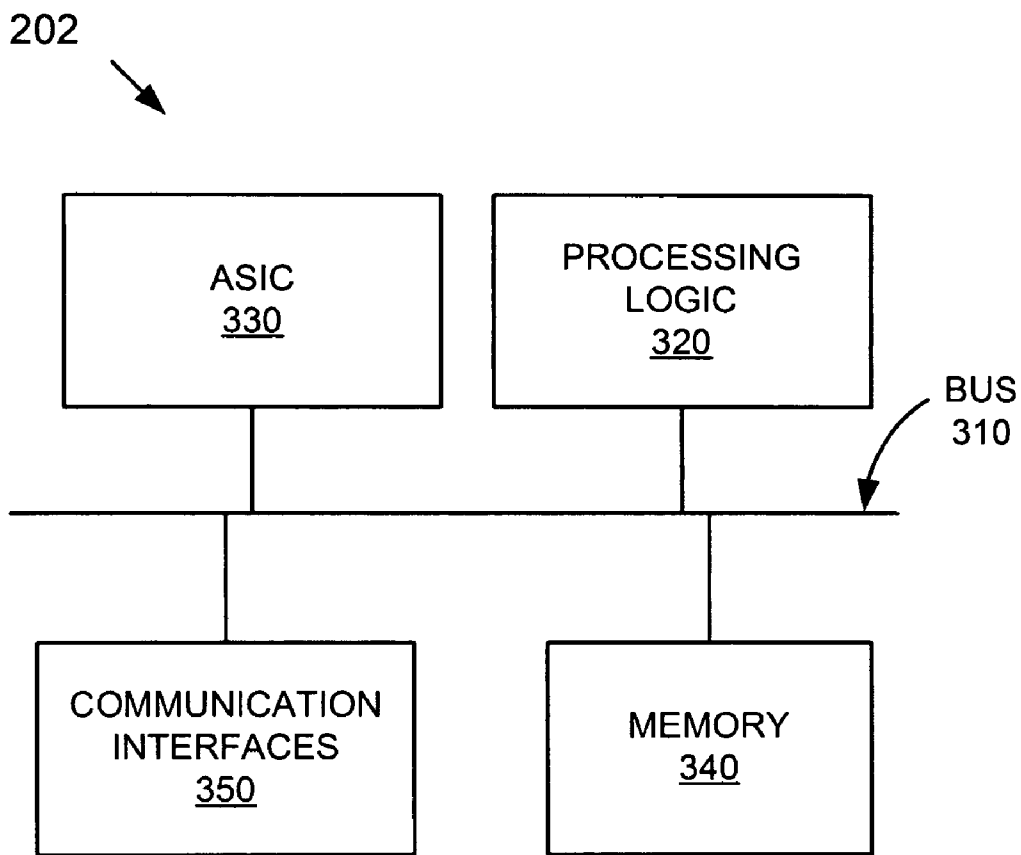 202
ASIC
330
PROCESSING
LOGIC
320
BUS
310
COMMUNICATION
INTERFACES
350
MEMORY
340